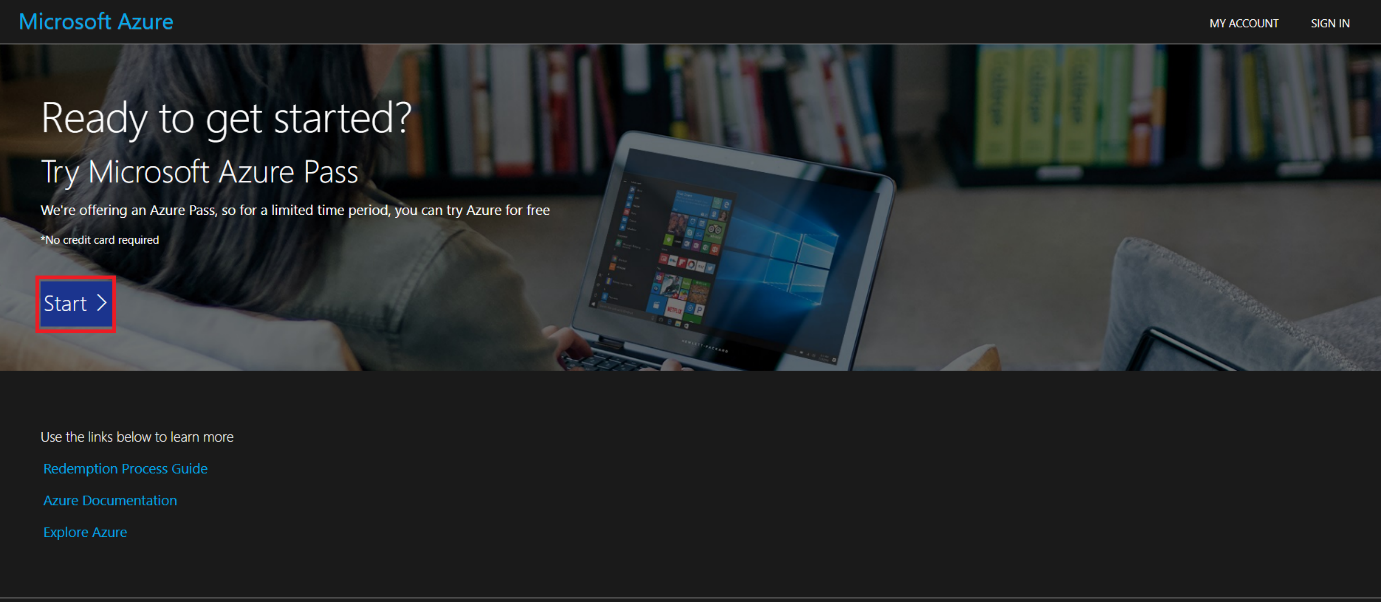 Microsoft Azure
MY ACCOUNT
SIGN IN
Ready to get started?
Try Microsoft Azure Pass
We're offering an Azure Pass, so for a limited time period, you can try Azure for free
*No credit card required
Start >
HEWLETT-PACKARD
Use the links below to learn more
Redemption Process Guide
Azure Documentation
Explore Azure